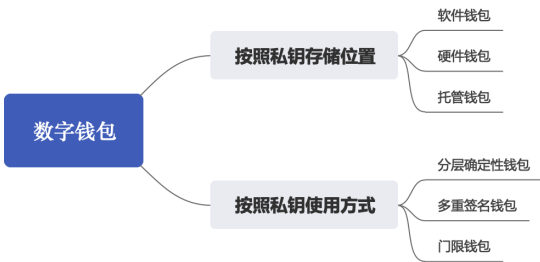 数字钱包
按照私钥存储位置
软件钱包
硬件钱包
托管钱包
按照私钥使用方式
分层确定性钱包
多重签名钱包
门限钱包